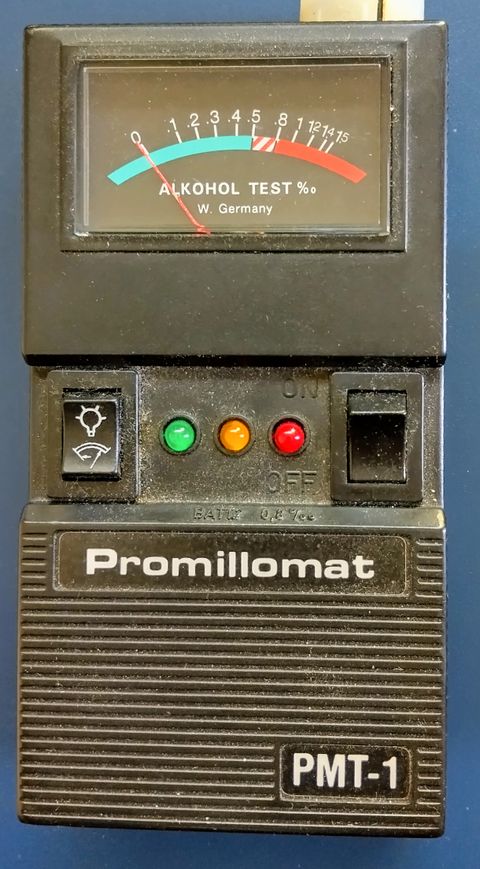 0 .1 .2 .3 .4 .5 .8 1 1.2 1.4 1.5
ALKOHOL TEST ‰
W. Germany
ON
OFF
BATT. 0,8 ‰
Promillomat
PMT-1